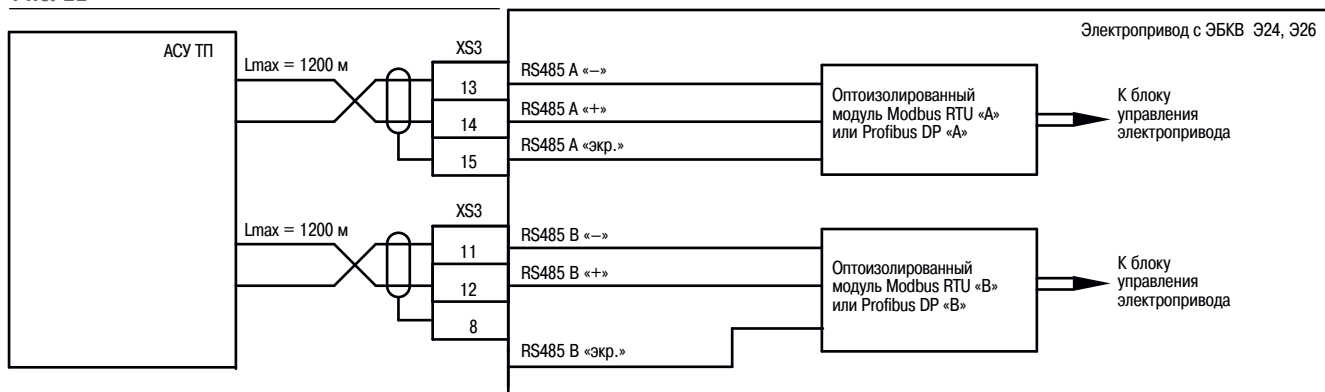 АСУ ТП
Lmax = 1200 м
XS3
13
14
15
RS485 A «–»
RS485 A «+»
RS485 A «экр.»
Электропривод с ЭБКВ Э24, Э26
Оптоизолированный
модуль Modbus RTU «А»
или Profibus DP «А»
К блоку
управления
электропривода
Lmax = 1200 м
XS3
11
12
8
RS485 B «–»
RS485 B «+»
RS485 B «экр.»
Оптоизолированный
модуль Modbus RTU «В»
или Profibus DP «В»
К блоку
управления
электропривода